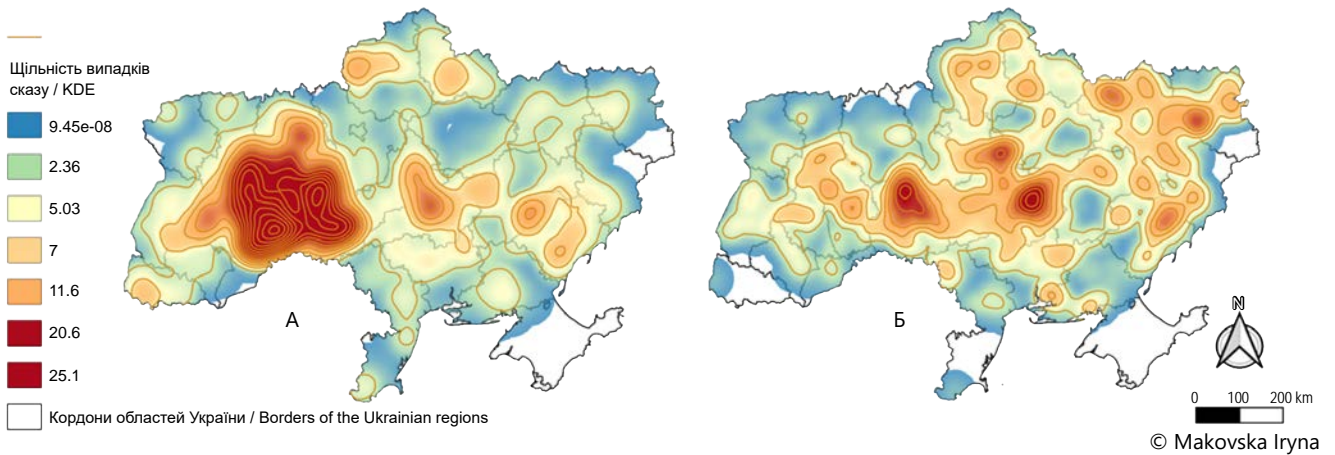 Щільність випадків
сказу / KDE
9.45e-08
2.36
5.03
7
11.6
20.6
25.1
Кордони областей України / Borders of the Ukrainian regions
А
Б
N
0 100 200 km
© Makovska Iryna